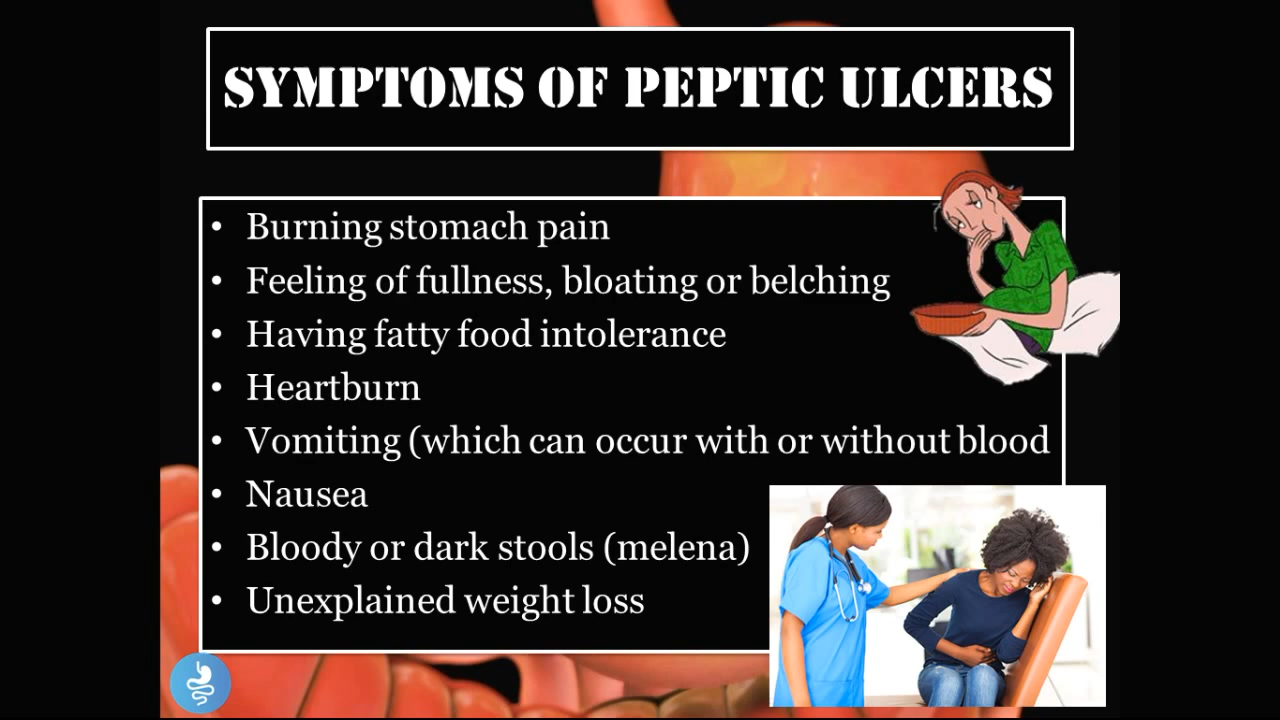 SYMPTOMS OF PEPTIC ULCERS
• Burning stomach pain
• Feeling of fullness, bloating or belching
• Having fatty food intolerance
• Heartburn
• Vomiting (which can occur with or without blood
• Nausea
• Bloody or dark stools (melena)
• Unexplained weight loss